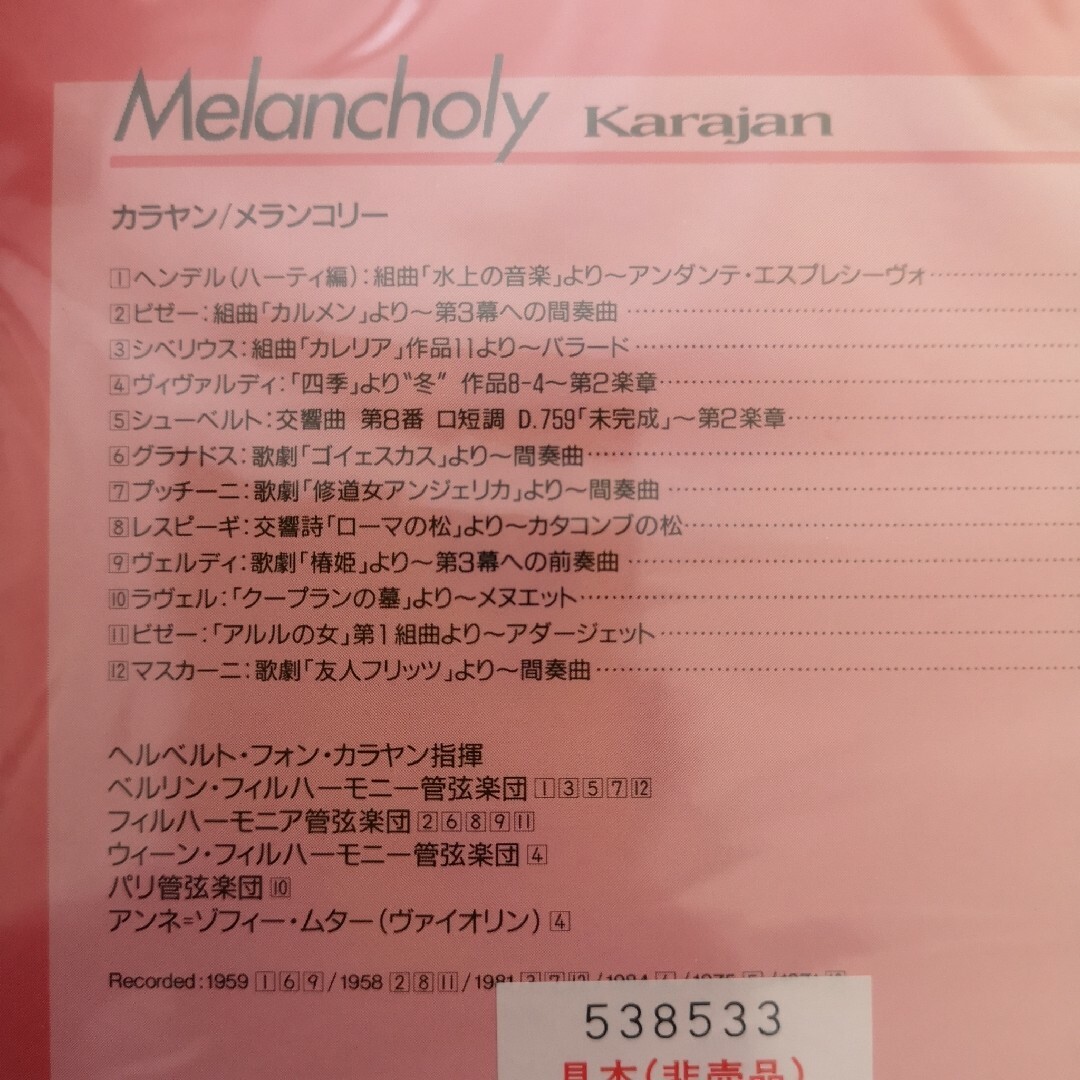 Melancholy Karajan
カラヤン/メランコリー
1ヘンデル(ハーティ編):組曲「水上の音楽」より〜アンダンテ・エスプレシーヴォ
2ビゼー:組曲「カルメン」より〜第3幕への間奏曲
3シベリウス:組曲「カレリア」作品11より〜バラード
4ヴィヴァルディ:「四季」より"冬" 作品8-4〜第2楽章
5シューベルト:交響曲 第8番 ロ短調 D.759「未完成」〜第2楽章
6グラナドス:歌劇「ゴイェスカス」より〜間奏曲
7プッチーニ:歌劇「修道女アンジェリカ」より〜間奏曲
8レスピーギ:交響詩「ローマの松」より〜カタコンブの松
9ヴェルディ:歌劇「椿姫」より〜第3幕への前奏曲
10ラヴェル:「クープランの墓」より〜メヌエット
11ビゼー:「アルルの女」第1組曲より〜アダージェット
12マスカーニ:歌劇「友人フリッツ」より〜間奏曲
ヘルベルト・フォン・カラヤン指揮
ベルリン・フィルハーモニー管弦楽団 1 3 5 7 12
フィルハーモニア管弦楽団 2 6 8 9 11
ウィーン・フィルハーモニー管弦楽団 4
パリ管弦楽団 10
アンネ=ゾフィー・ムター(ヴァイオリン) 4
Recorded:1959 1 6 9/1958 2 8 11/1981
538533
見本(非売品)